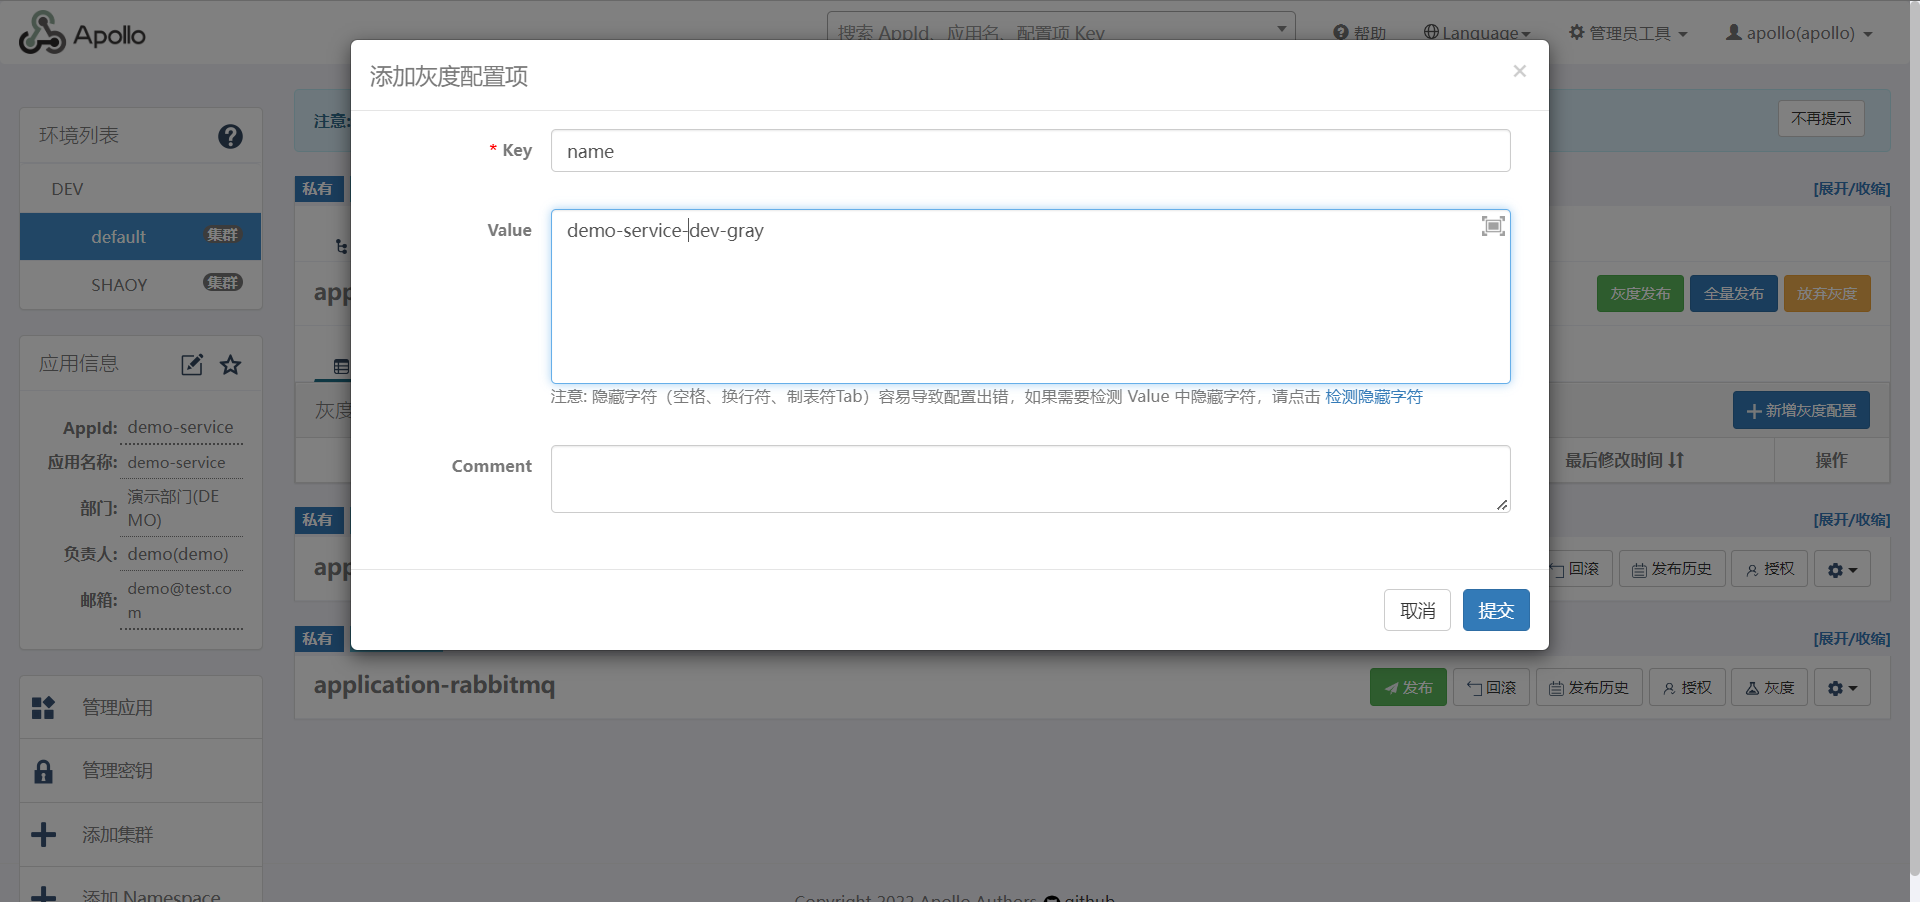 Apollo
搜索 AppId、应用名、配置项 Key
帮助
Language
管理员工具
apollo(apollo)
添加灰度配置项
×
* Key
name
Value
demo-service-dev-gray
注意: 隐藏字符（空格、换行符、制表符Tab）容易导致配置出错，如果需要检测 Value 中隐藏字符，请点击 检测隐藏字符
Comment
取消
提交
环境列表
DEV
default 集群
SHAOY 集群
应用信息
AppId: demo-service
应用名称: demo-service
部门: 演示部门(DE
MO)
负责人: demo(demo)
邮箱: demo@test.co
m
管理应用
管理密钥
添加集群
添加 Namespace
注意:
不再提示
私有
[展开/收缩]
app
灰度发布
全量发布
放弃灰度
灰度
新增灰度配置
最后修改时间
操作
私有
[展开/收缩]
app
回滚
发布历史
授权
私有
[展开/收缩]
application-rabbitmq
发布
回滚
发布历史
授权
灰度
Copyright 2022 Apollo Authors github